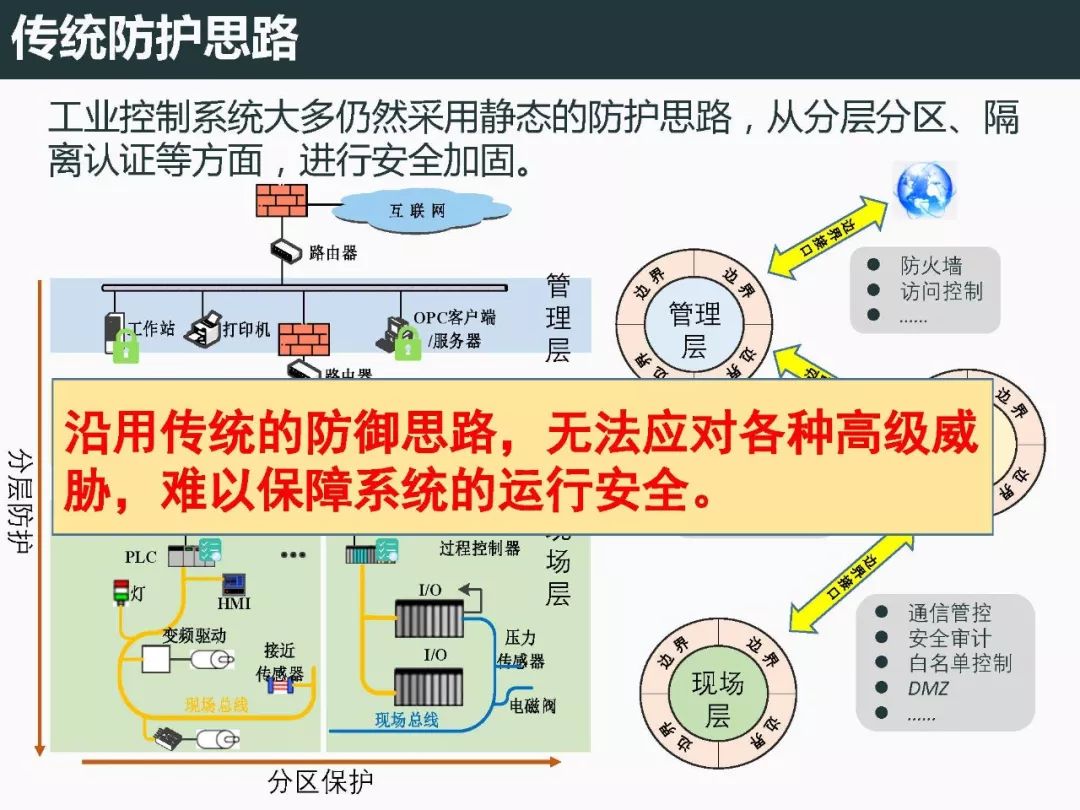 传统防护思路
工业控制系统大多仍然采用静态的防护思路，从分层分区、隔
离认证等方面，进行安全加固。
互联网
路由器
管理层
工作站
打印机
OPC客户端
/服务器
路由器
边界
边界
管理
层
边界
边界
边界接口
防火墙
访问控制
......
边界
边界
沿用传统的防御思路，无法应对各种高级威
胁，难以保障系统的运行安全。
分层防护
PLC
灯
HMI
变频驱动
接近
传感器
现场总线
过程控制器
现场层
I/O
I/O
压力
传感器
电磁阀
现场总线
边界接口
边界
边界
现场
层
边界
边界
通信管控
安全审计
白名单控制
DMZ
......
分区保护